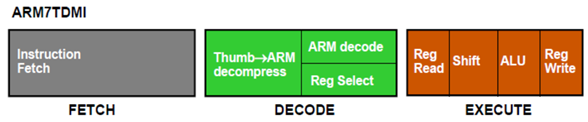 ARM7TDMI
Instruction
Fetch
Thumb→ARM
decompress
ARM decode
Reg Select
Reg
Read
Shift
ALU
Reg
Write
FETCH
DECODE
EXECUTE